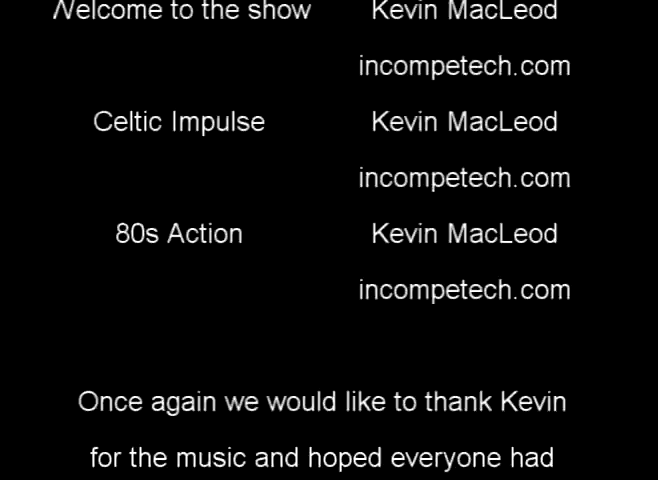 Welcome to the show Kevin MacLeod
incompetech.com
Celtic Impulse Kevin MacLeod
incompetech.com
80s Action Kevin MacLeod
incompetech.com
Once again we would like to thank Kevin
for the music and hoped everyone had